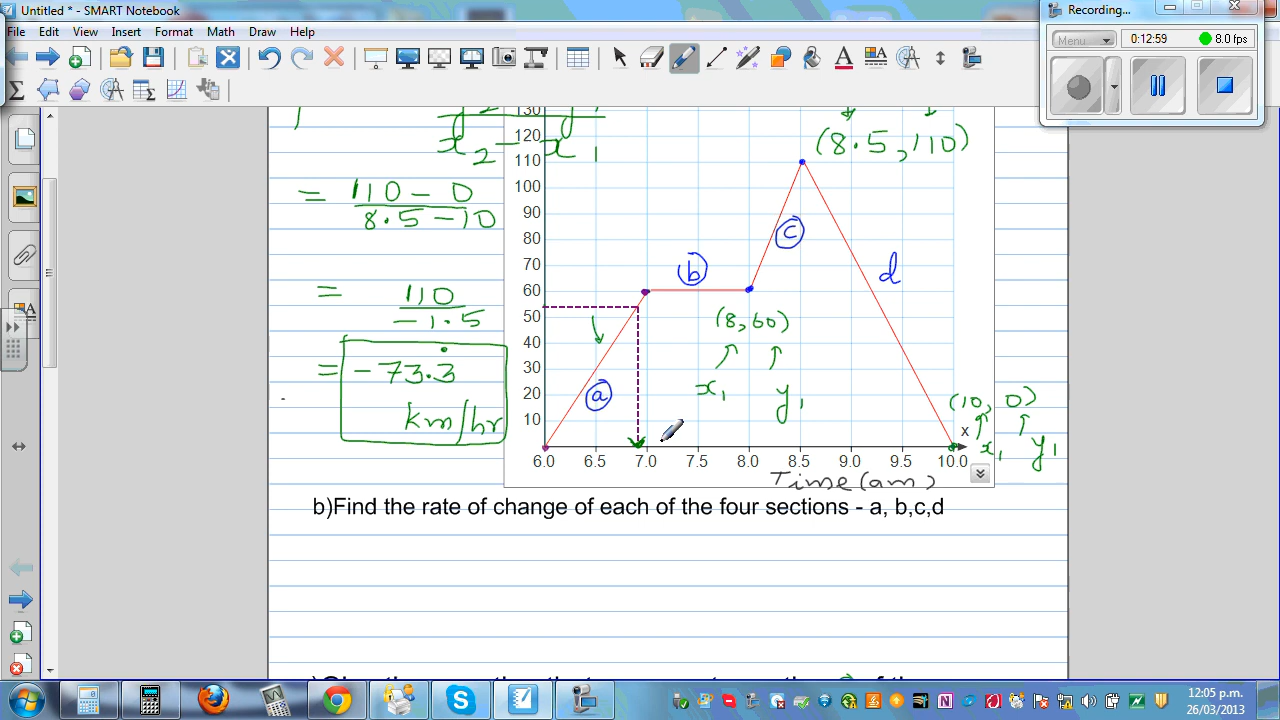 Untitled * - SMART Notebook
File Edit View Insert Format Math Draw Help
Recording...
Menu 0:12:59 8.0 fps
x₂ - x₁
= 110 - 0
8.5 - 10
= 110
-1.5
= -73.3̇
km/hr
130
120
110
100
90
80
70
60
50
40
30
20
10
(8.5, 110)
c
b
d
a
(8, 60)
x₁ y₁
(10, 0)
x
x₁ y₁
6.0 6.5 7.0 7.5 8.0 8.5 9.0 9.5 10.0
Time (am)
b)Find the rate of change of each of the four sections - a, b,c,d
12:05 p.m.
26/03/2013